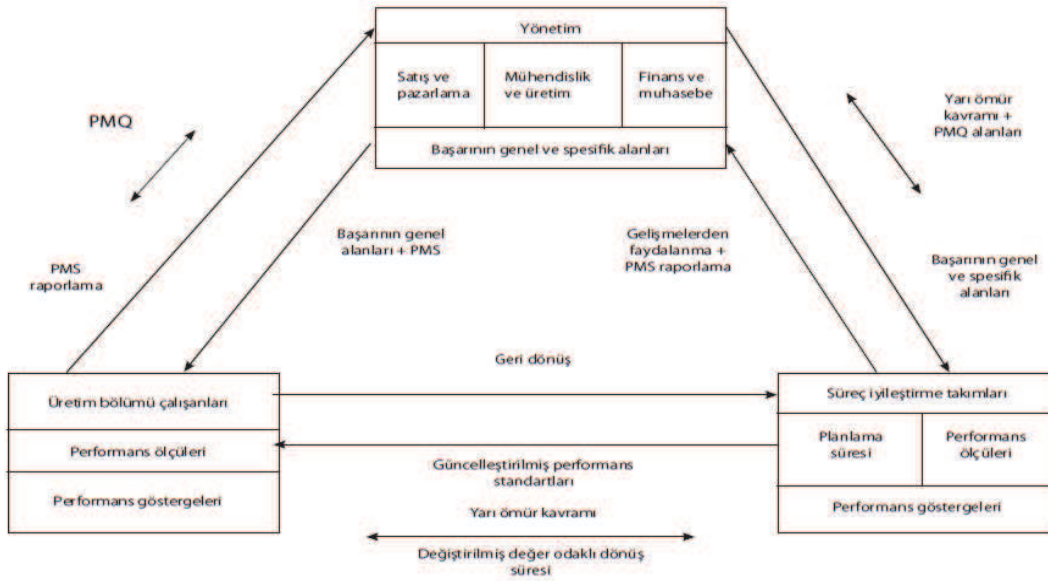 Yönetim
Satış ve
pazarlama
Mühendislik
ve üretim
Finans ve
muhasebe
Başarının genel ve spesifik alanları
PMQ
Yarı ömür
kavramı +
PMQ alanları
PMS
raporlama
Başarının genel
alanları + PMS
Gelişmelerden
faydalanma +
PMS raporlama
Başarının genel
ve spesifik
alanları
Geri dönüş
Üretim bölümü çalışanları
Performans ölçüleri
Performans göstergeleri
Süreç iyileştirme takımları
Planlama
süresi
Performans
ölçüleri
Performans göstergeleri
Güncelleştirilmiş performans
standartları
Yarı ömür kavramı
Değiştirilmiş değer odaklı dönüş
süresi